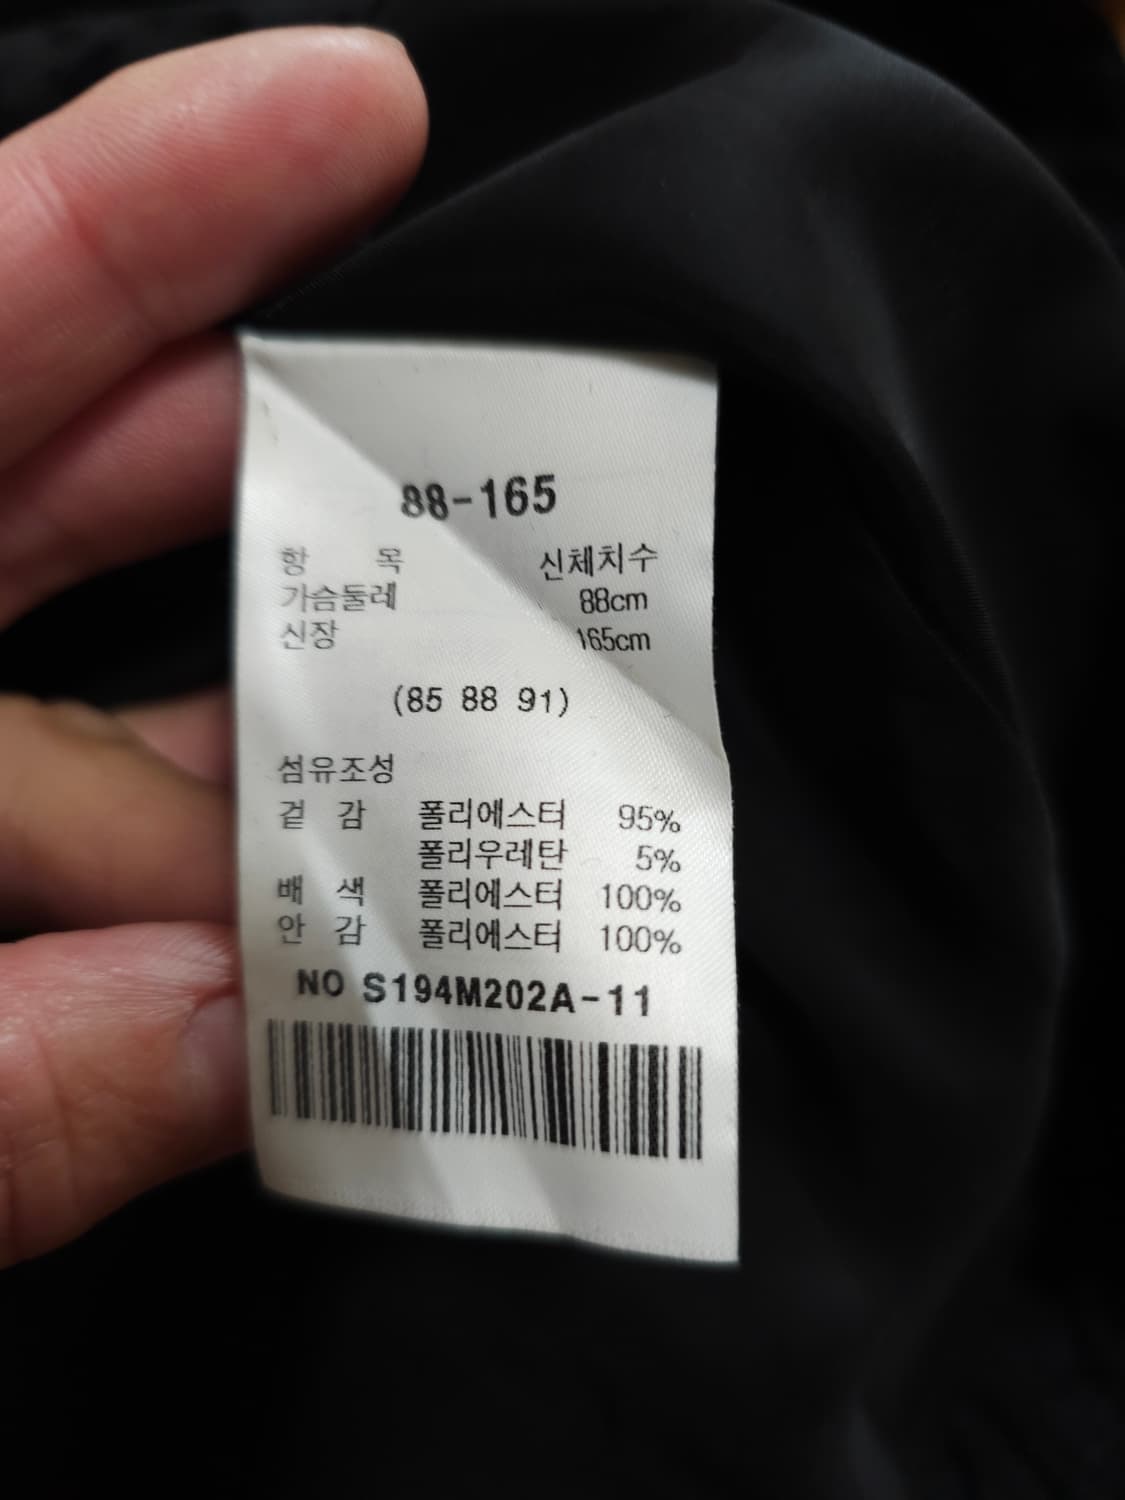 88-165
항 목 신체치수
가슴둘레 88cm
신장 165cm
(85 88 91)
섬유조성
겉 감 폴리에스터 95%
폴리우레탄 5%
배 색 폴리에스터 100%
안 감 폴리에스터 100%
NO S194M202A-11